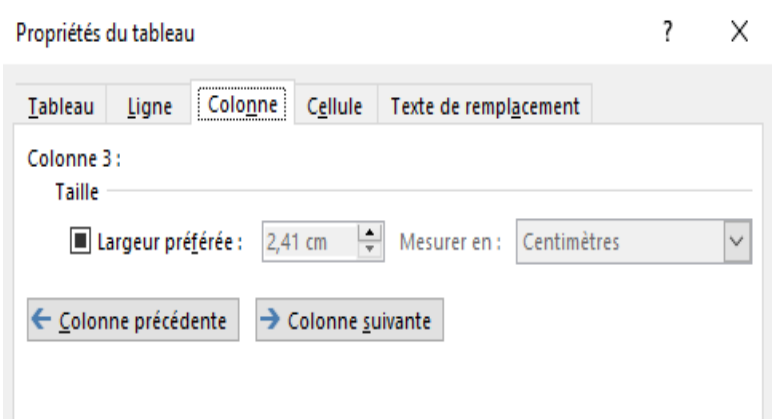 Propriétés du tableau ?
Tableau Ligne Colonne Cellule Texte de remplacement
Colonne 3 :
Taille
Largeur préférée : 2,41 cm Mesurer en : Centimètres
Colonne précédente Colonne suivante